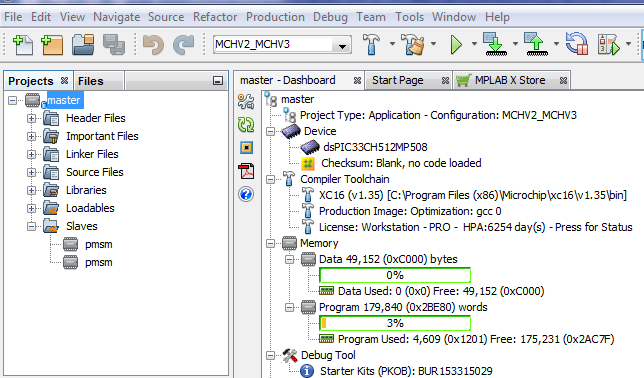 File Edit View Navigate Source Refactor Production Debug Team Tools Window Help
MCHV2_MCHV3
Projects Files
master
Header Files
Important Files
Linker Files
Source Files
Libraries
Loadables
Slaves
pmsm
pmsm
master - Dashboard Start Page MPLAB X Store
master
Project Type: Application - Configuration: MCHV2_MCHV3
Device
dsPIC33CH512MP508
Checksum: Blank, no code loaded
Compiler Toolchain
XC16 (v1.35) [C:\Program Files (x86)\Microchip\xc16\v1.35\bin]
Production Image: Optimization: gcc 0
License: Workstation - PRO - HPA:6254 day(s) - Press for Status
Memory
Data 49,152 (0xC000) bytes
0%
Data Used: 0 (0x0) Free: 49,152 (0xC000)
Program 179,840 (0x2BE80) words
3%
Program Used: 4,609 (0x1201) Free: 175,231 (0x2AC7F)
Debug Tool
Starter Kits (PKOB): BUR153315029